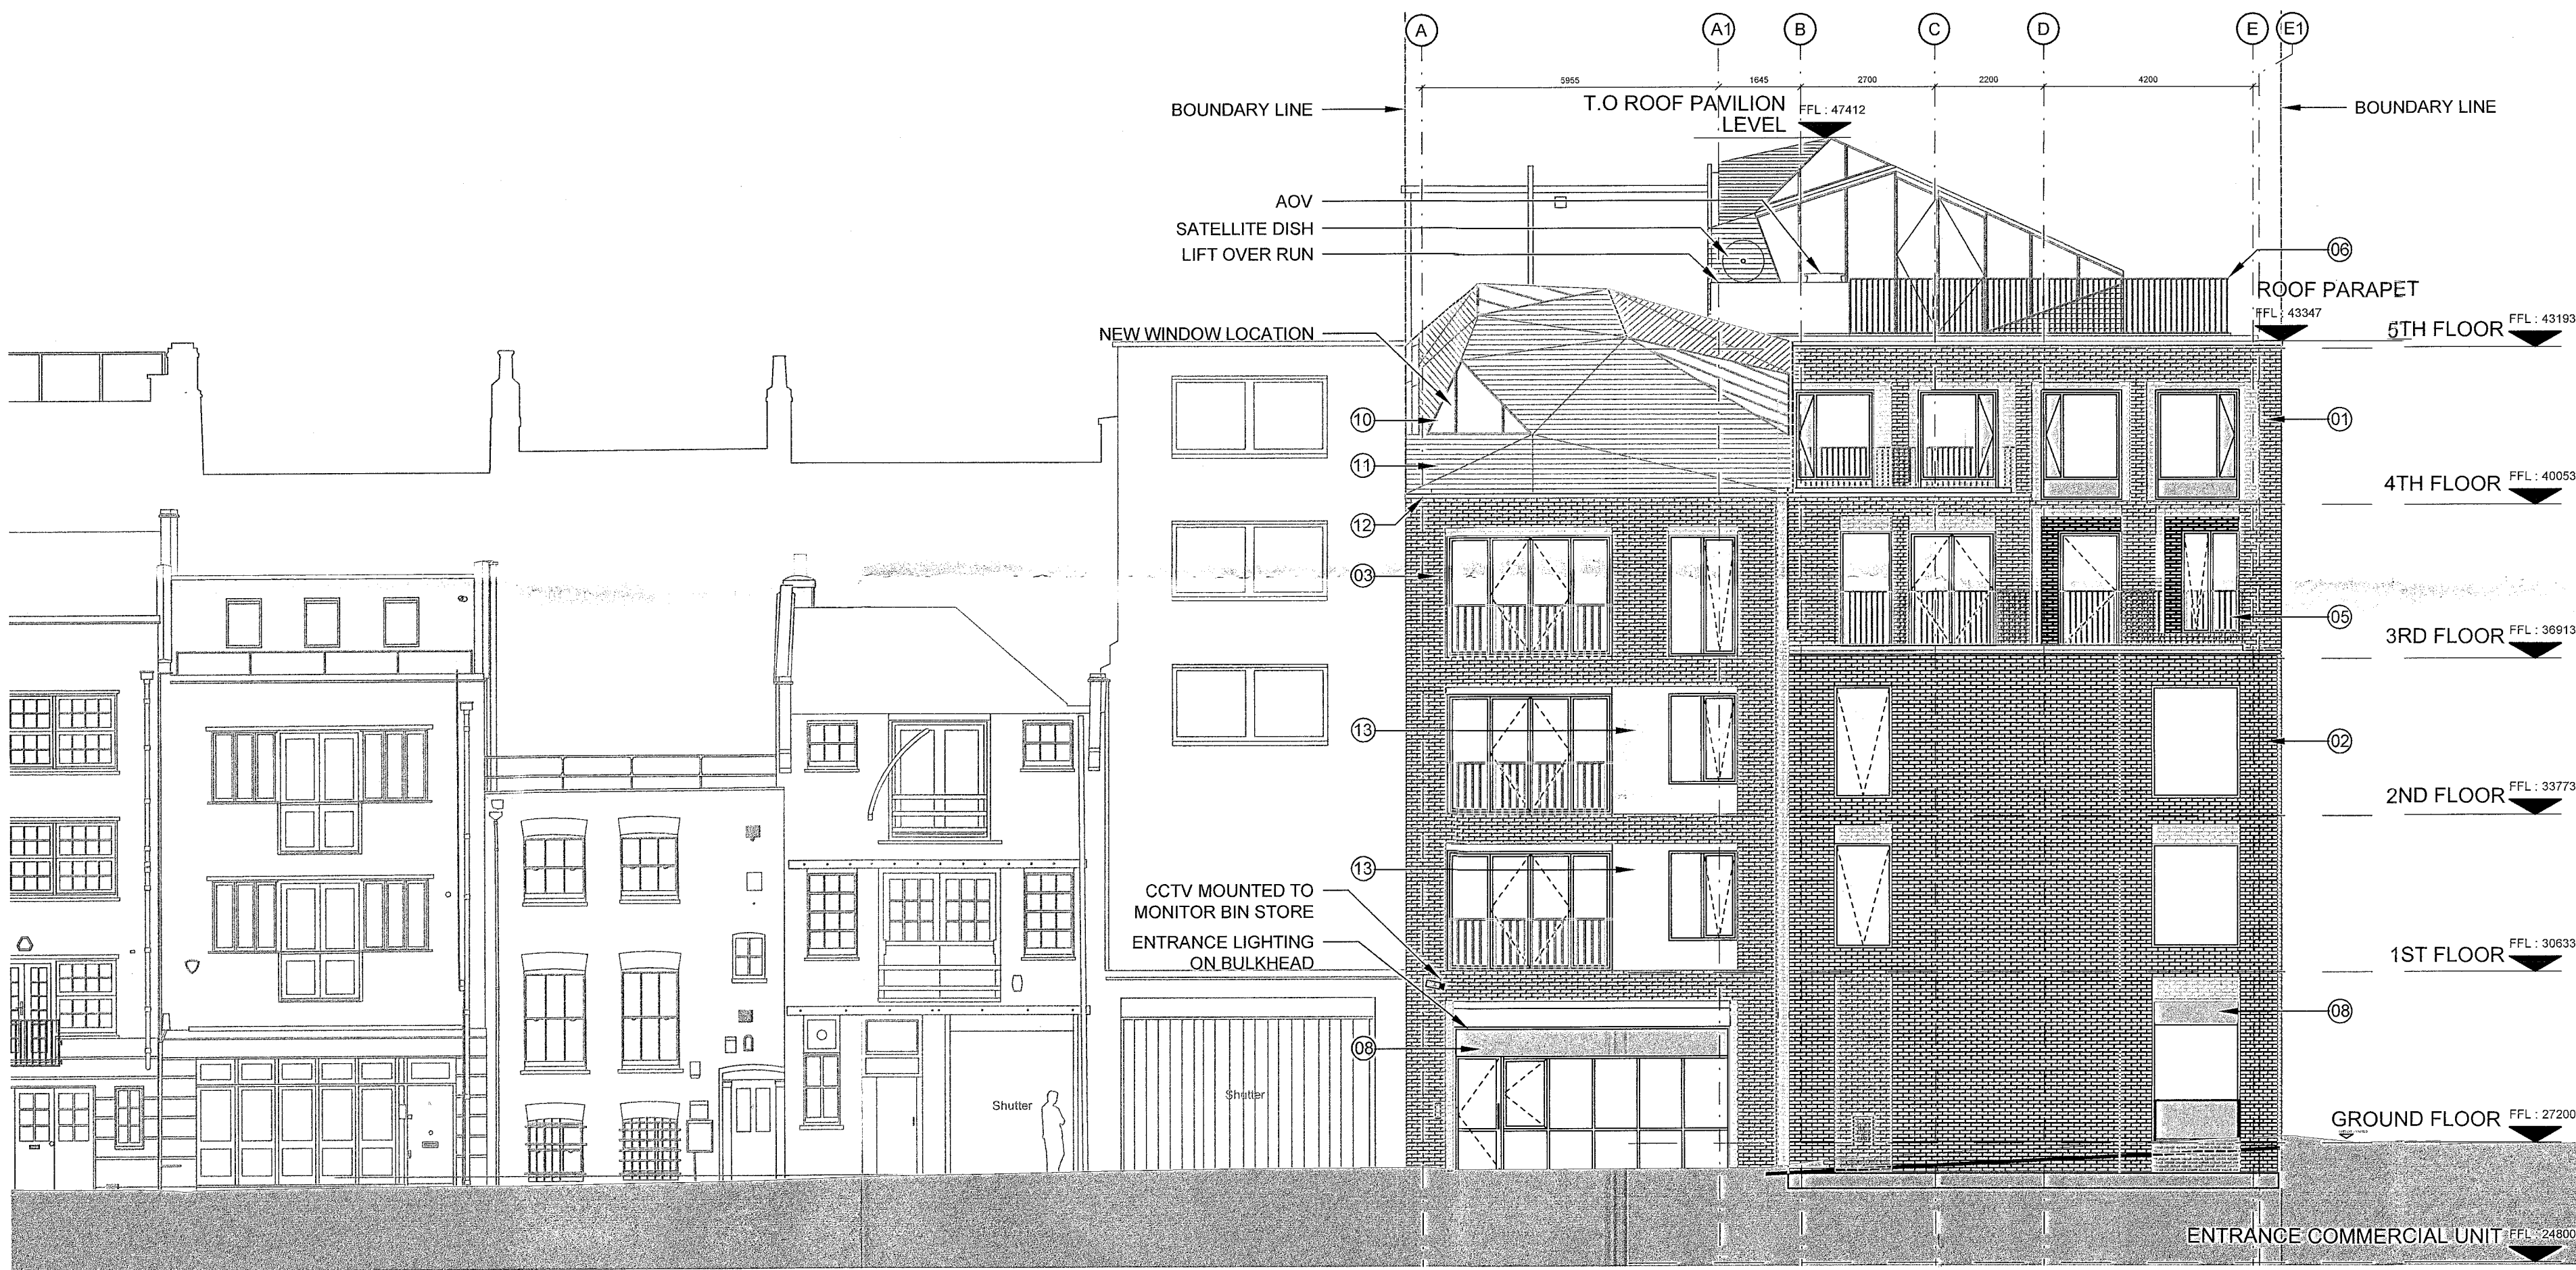 A A1 B C D E E1
5955 1645 2700 2200 4200
BOUNDARY LINE
T.O ROOF PAVILION
LEVEL
FFL : 47412
BOUNDARY LINE
AOV
SATELLITE DISH
LIFT OVER RUN
06
ROOF PARAPET
FFL : 43347
5TH FLOOR FFL : 43193
NEW WINDOW LOCATION
10
01
11
4TH FLOOR FFL : 40053
12
03
05
3RD FLOOR FFL : 36913
13
02
2ND FLOOR FFL : 33773
13
CCTV MOUNTED TO
MONITOR BIN STORE
ENTRANCE LIGHTING
ON BULKHEAD
1ST FLOOR FFL : 30633
08
08
Shutter
Shutter
GROUND FLOOR FFL : 27200
ENTRANCE COMMERCIAL UNIT FFL : 24800